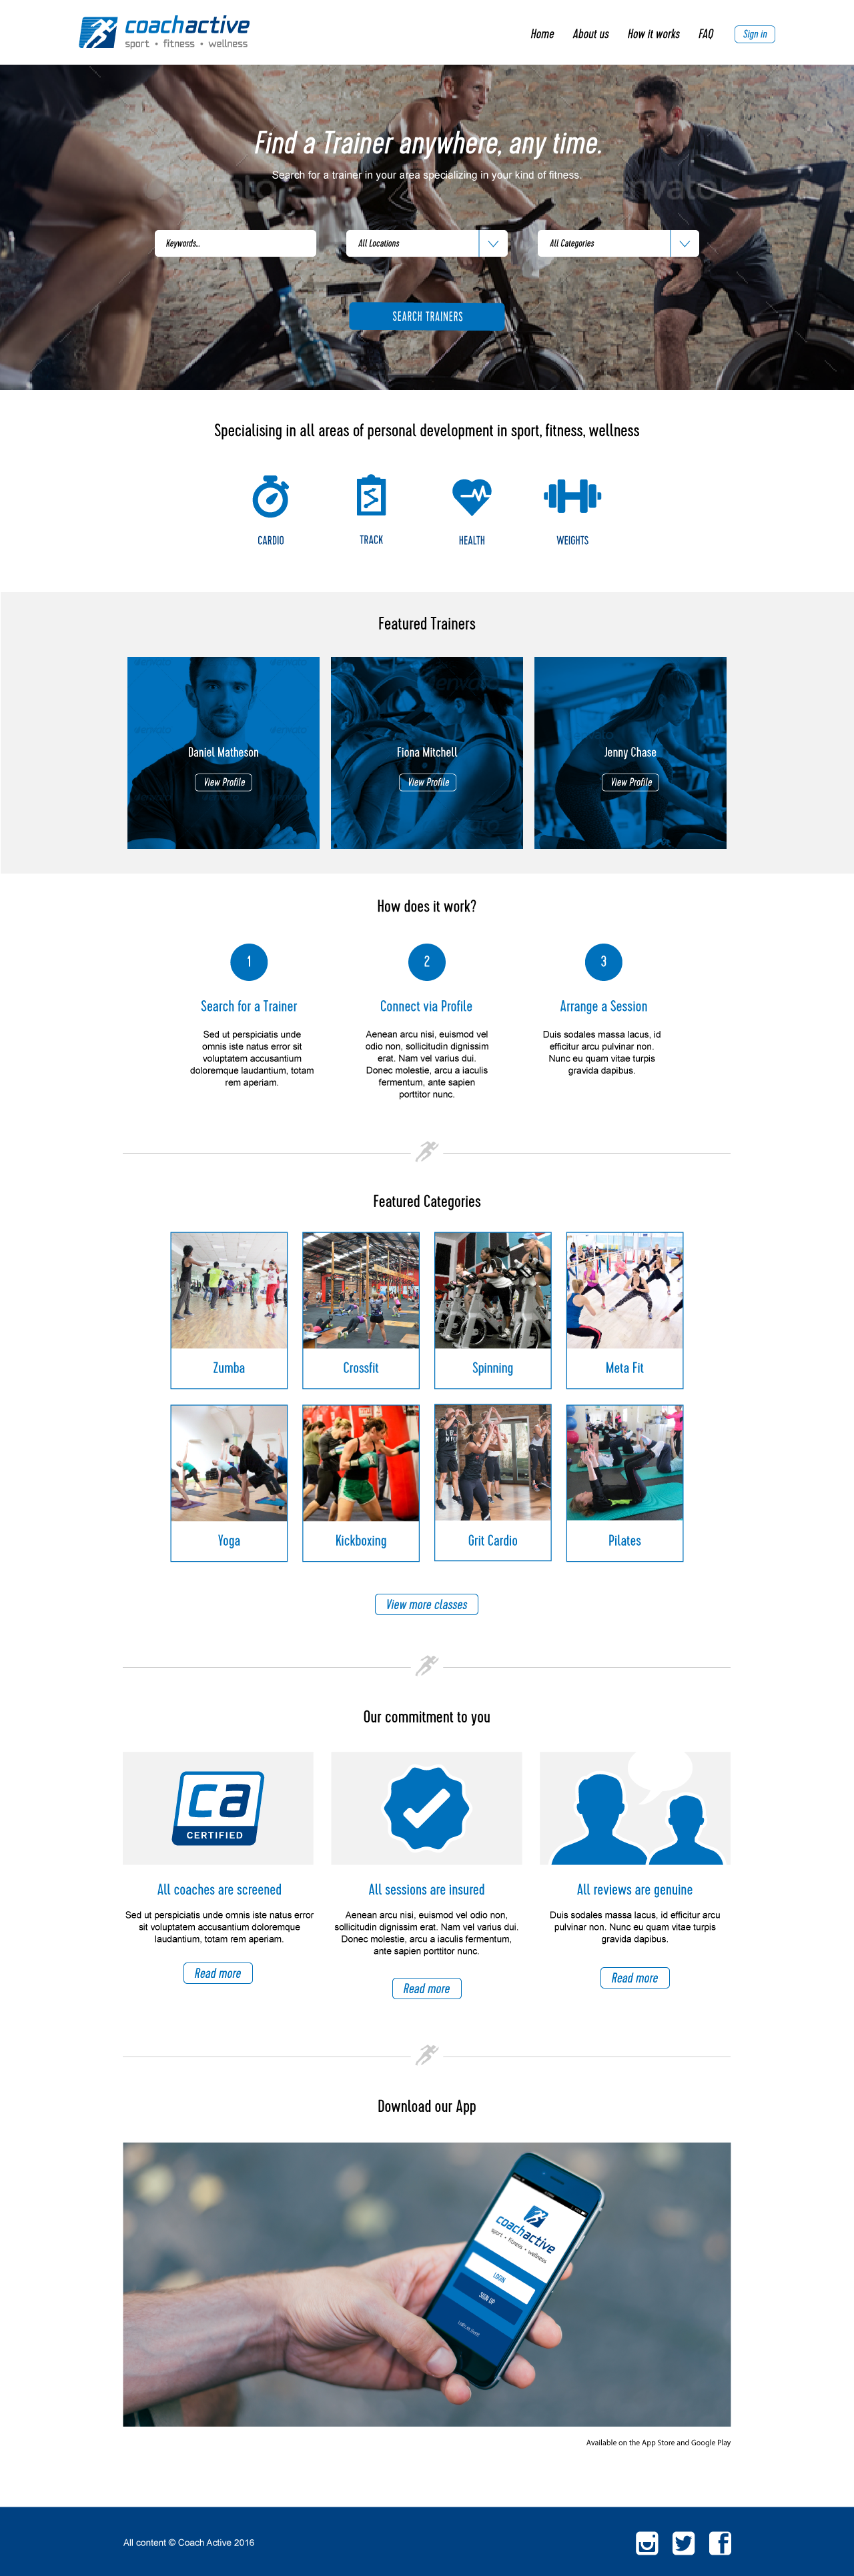 coachactive
sport • fitness • wellness
Home
About us
How it works
FAQ
Sign in
Find a Trainer anywhere, any time.
Search for a trainer in your area specializing in your kind of fitness.
Keywords...
All Locations
All Categories
SEARCH TRAINERS
Specialising in all areas of personal development in sport, fitness, wellness
CARDIO
TRACK
HEALTH
WEIGHTS
Featured Trainers
Daniel Matheson
View Profile
Fiona Mitchell
View Profile
Jenny Chase
View Profile
How does it work?
1
Search for a Trainer
Sed ut perspiciatis unde
omnis iste natus error sit
voluptatem accusantium
doloremque laudantium, totam
rem aperiam.
2
Connect via Profile
Aenean arcu nisi, euismod vel
odio non, sollicitudin dignissim
erat. Nam vel varius dui.
Donec molestie, arcu a iaculis
fermentum, ante sapien
porttitor nunc.
3
Arrange a Session
Duis sodales massa lacus, id
efficitur arcu pulvinar non.
Nunc eu quam vitae turpis
gravida dapibus.
Featured Categories
Zumba
Crossfit
Spinning
Meta Fit
Yoga
Kickboxing
Grit Cardio
Pilates
View more classes
Our commitment to you
ca
CERTIFIED
All coaches are screened
Sed ut perspiciatis unde omnis iste natus error
sit voluptatem accusantium doloremque
laudantium, totam rem aperiam.
Read more
All sessions are insured
Aenean arcu nisi, euismod vel odio non,
sollicitudin dignissim erat. Nam vel varius dui.
Donec molestie, arcu a iaculis fermentum,
ante sapien porttitor nunc.
Read more
All reviews are genuine
Duis sodales massa lacus, id efficitur arcu
pulvinar non. Nunc eu quam vitae turpis
gravida dapibus.
Read more
Download our App
coachactive
sport • fitness • wellness
LOGIN
SIGN UP
Available on the App Store and Google Play
All content © Coach Active 2016